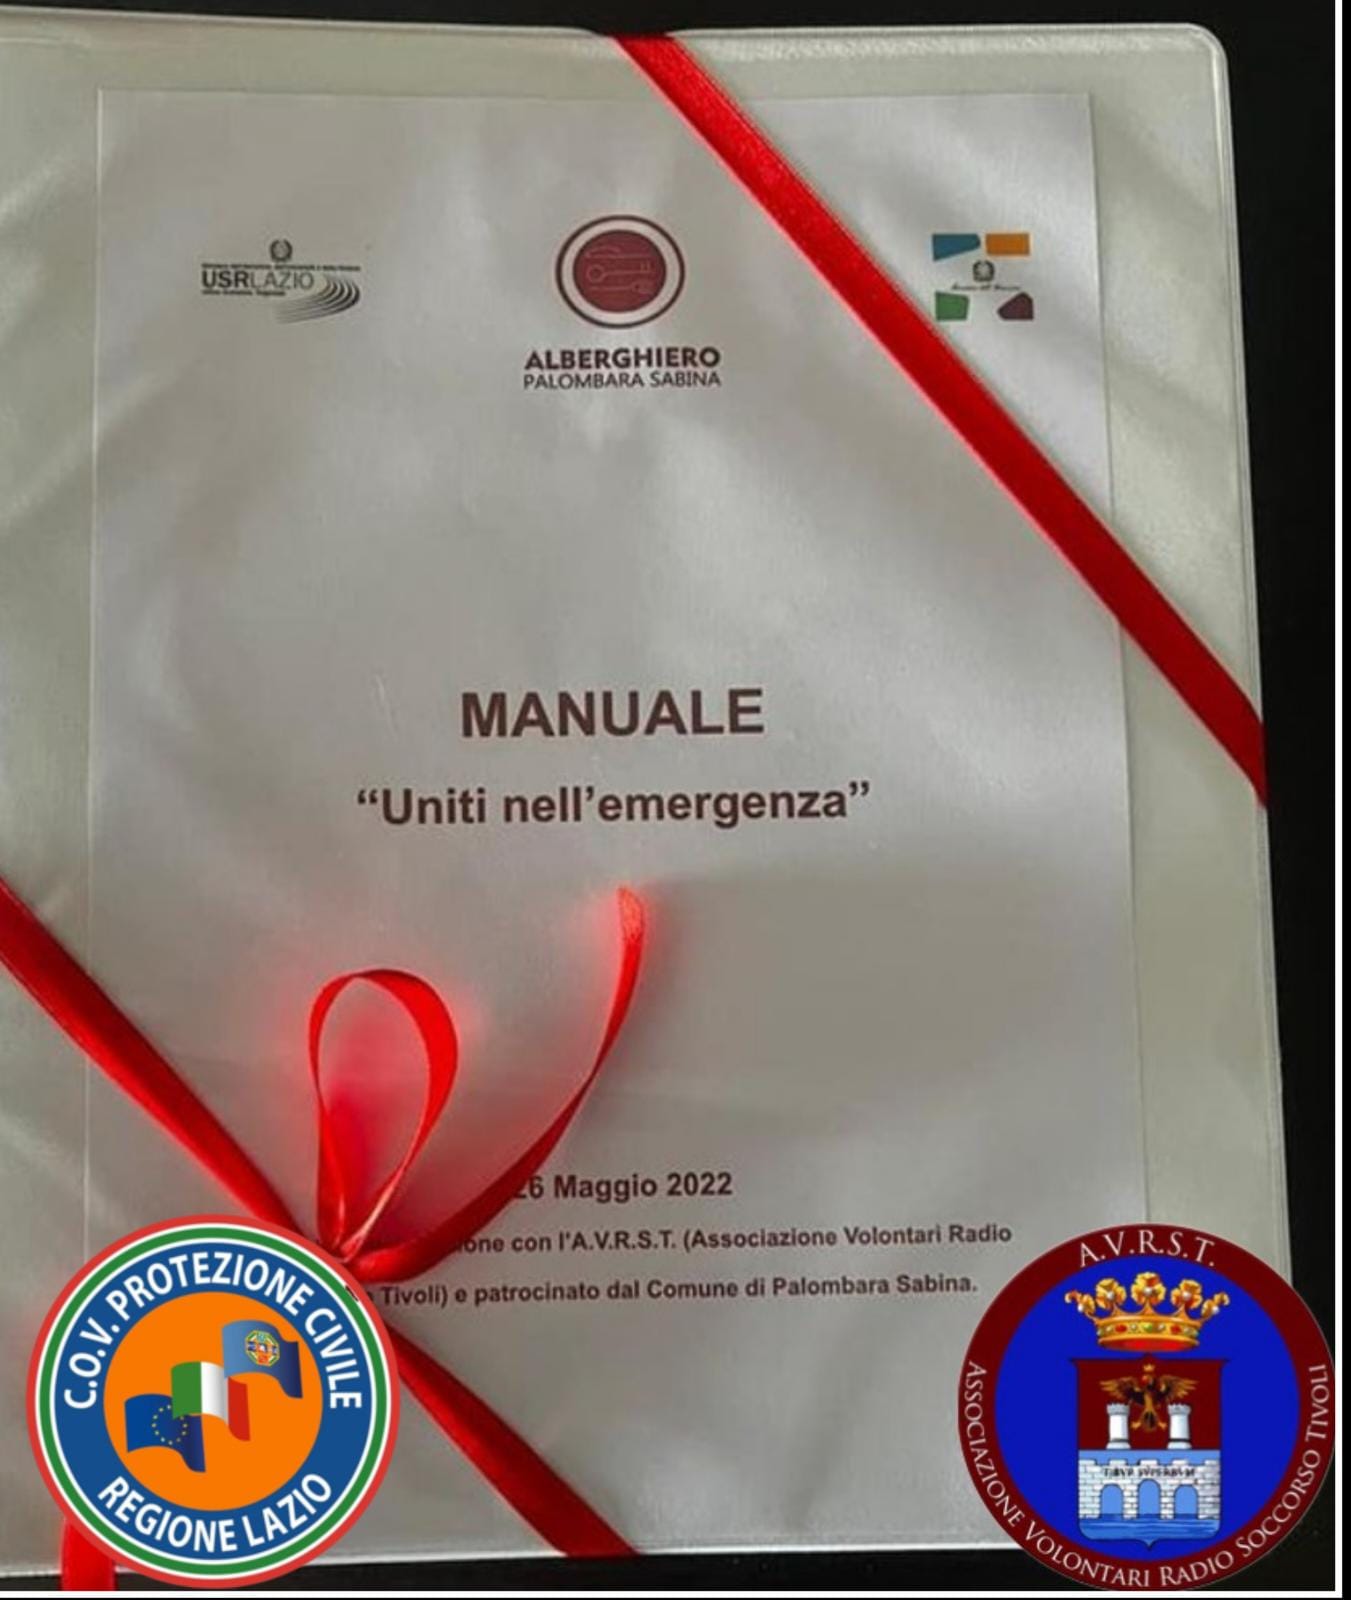 USRLAZIO
ALBERGHIERO
PALOMBARA SABINA
MANUALE
“Uniti nell’emergenza”
26 Maggio 2022
one con l'A.V.R.S.T. (Associazione Volontari Radio
Tivoli) e patrocinato dal Comune di Palombara Sabina.
C.O.V. PROTEZIONE CIVILE
REGIONE LAZIO
A.V.R.S.T.
ASSOCIAZIONE VOLONTARI RADIO SOCCORSO TIVOLI